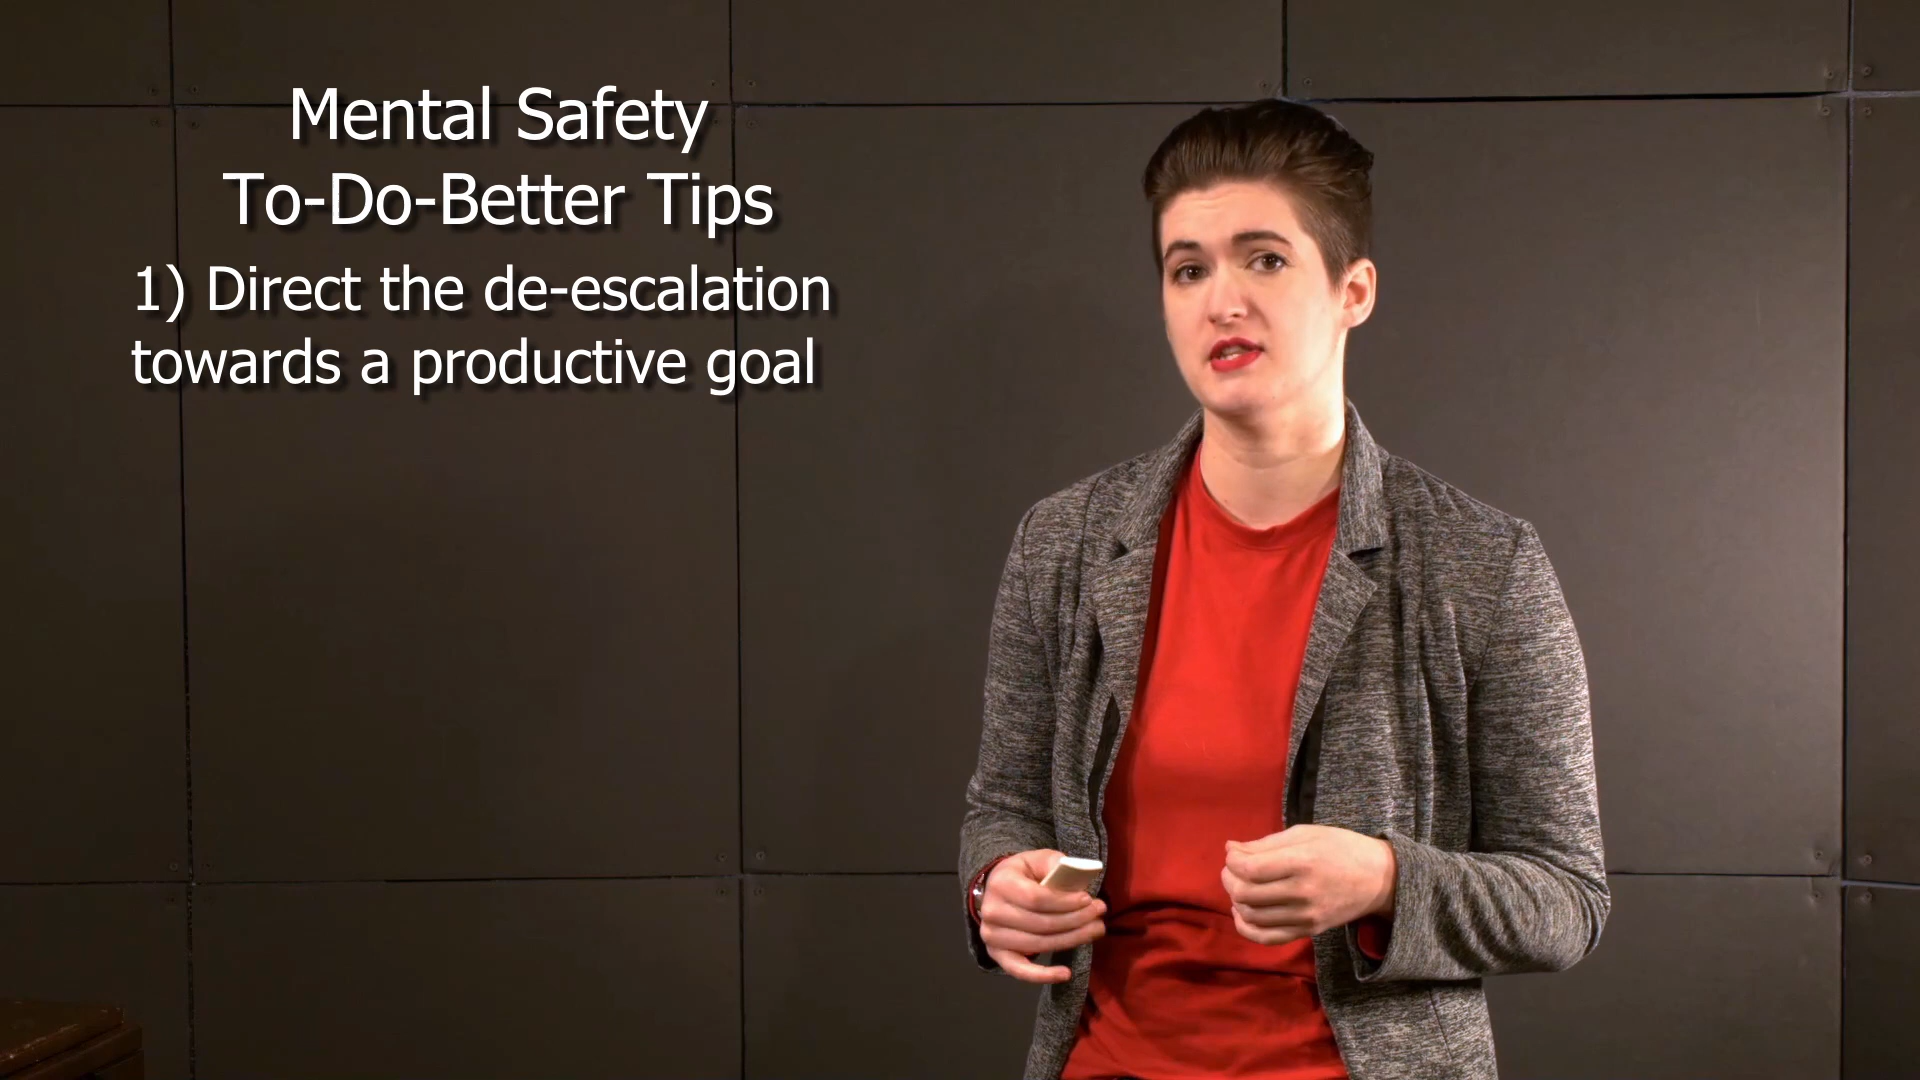 Mental Safety
To-Do-Better Tips
1) Direct the de-escalation
towards a productive goal